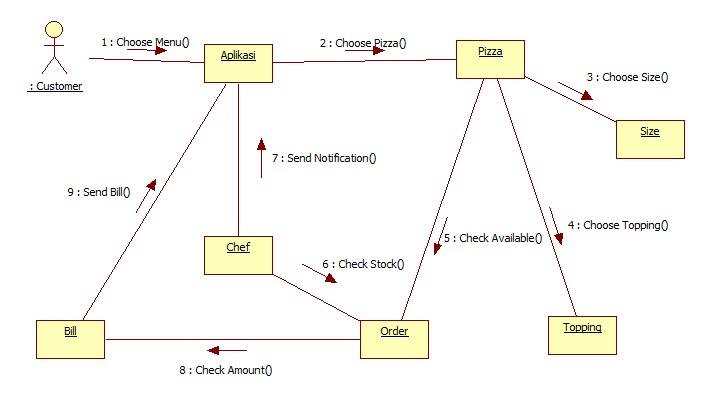 1 : Choose Menu()
2 : Choose Pizza()
Aplikasi
Pizza
3 : Choose Size()
: Customer
Size
7 : Send Notification()
9 : Send Bill()
4 : Choose Topping()
5 : Check Available()
Chef
6 : Check Stock()
Bill
Order
Topping
8 : Check Amount()